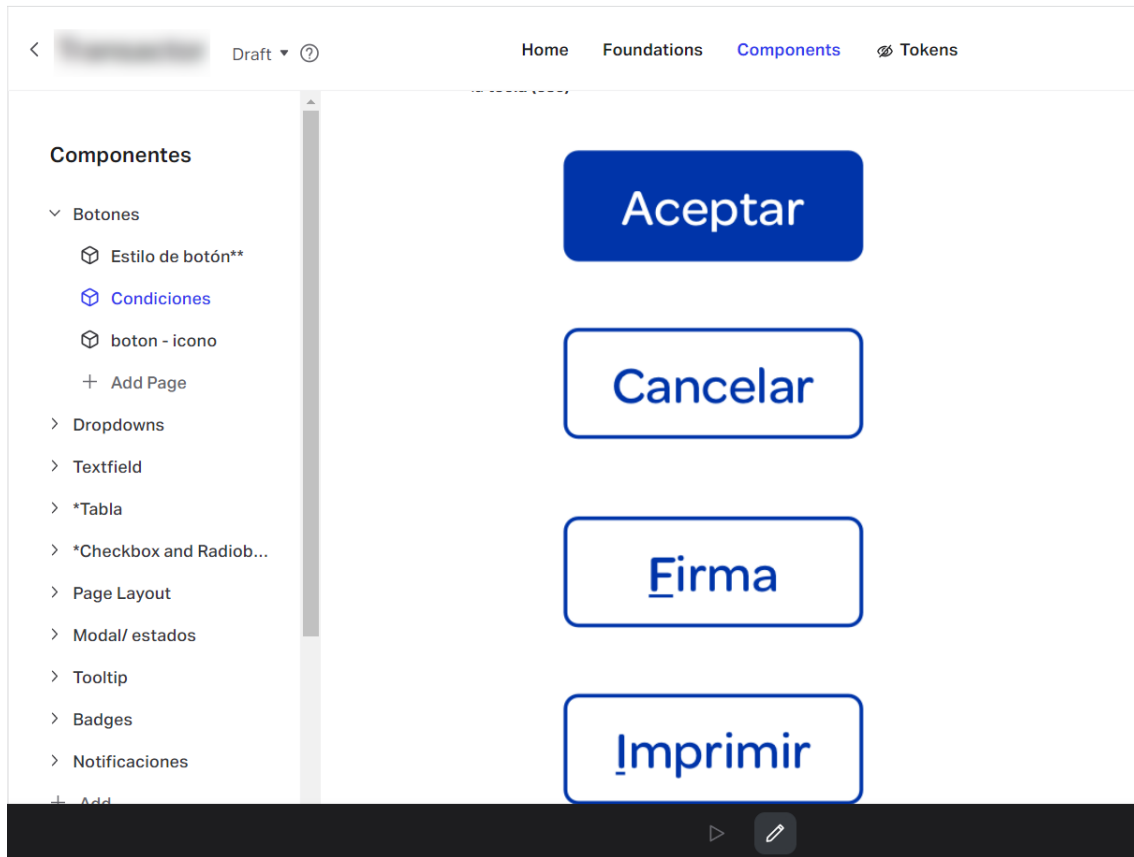 Draft
Home Foundations Components Tokens
Componentes
Botones
Estilo de botón**
Condiciones
boton - icono
Add Page
Dropdowns
Textfield
*Tabla
*Checkbox and Radiob...
Page Layout
Modal/ estados
Tooltip
Badges
Notificaciones
Add
Aceptar
Cancelar
Firma
Imprimir